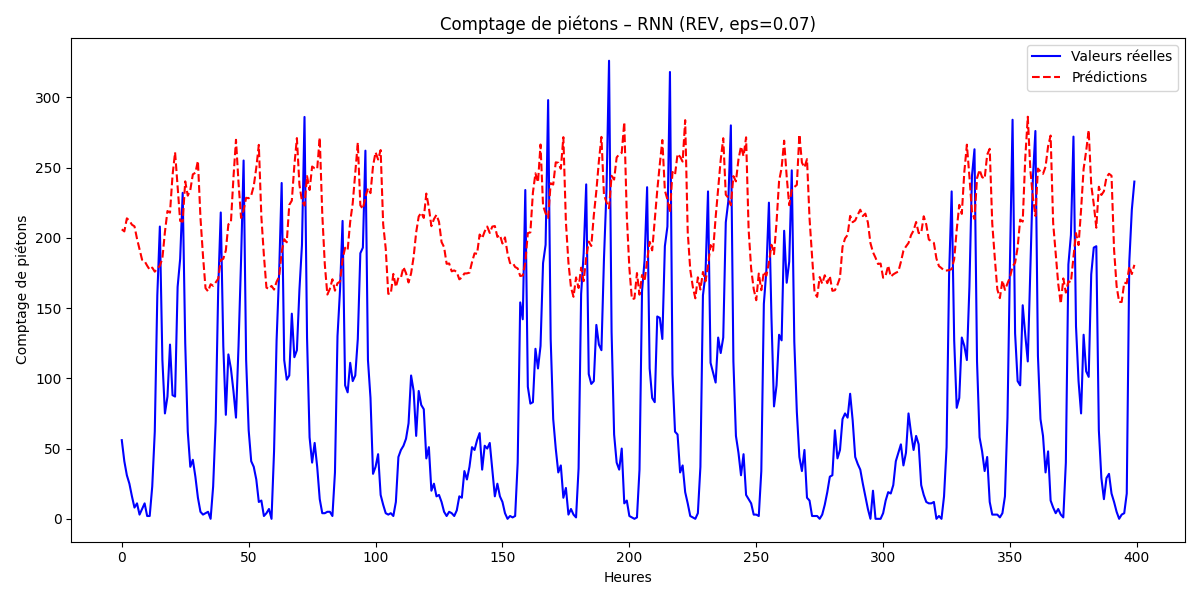 Comptage de piétons – RNN (REV, eps=0.07)
Valeurs réelles
Prédictions
Comptage de piétons
300
250
200
150
100
50
0
0 50 100 150 200 250 300 350 400
Heures